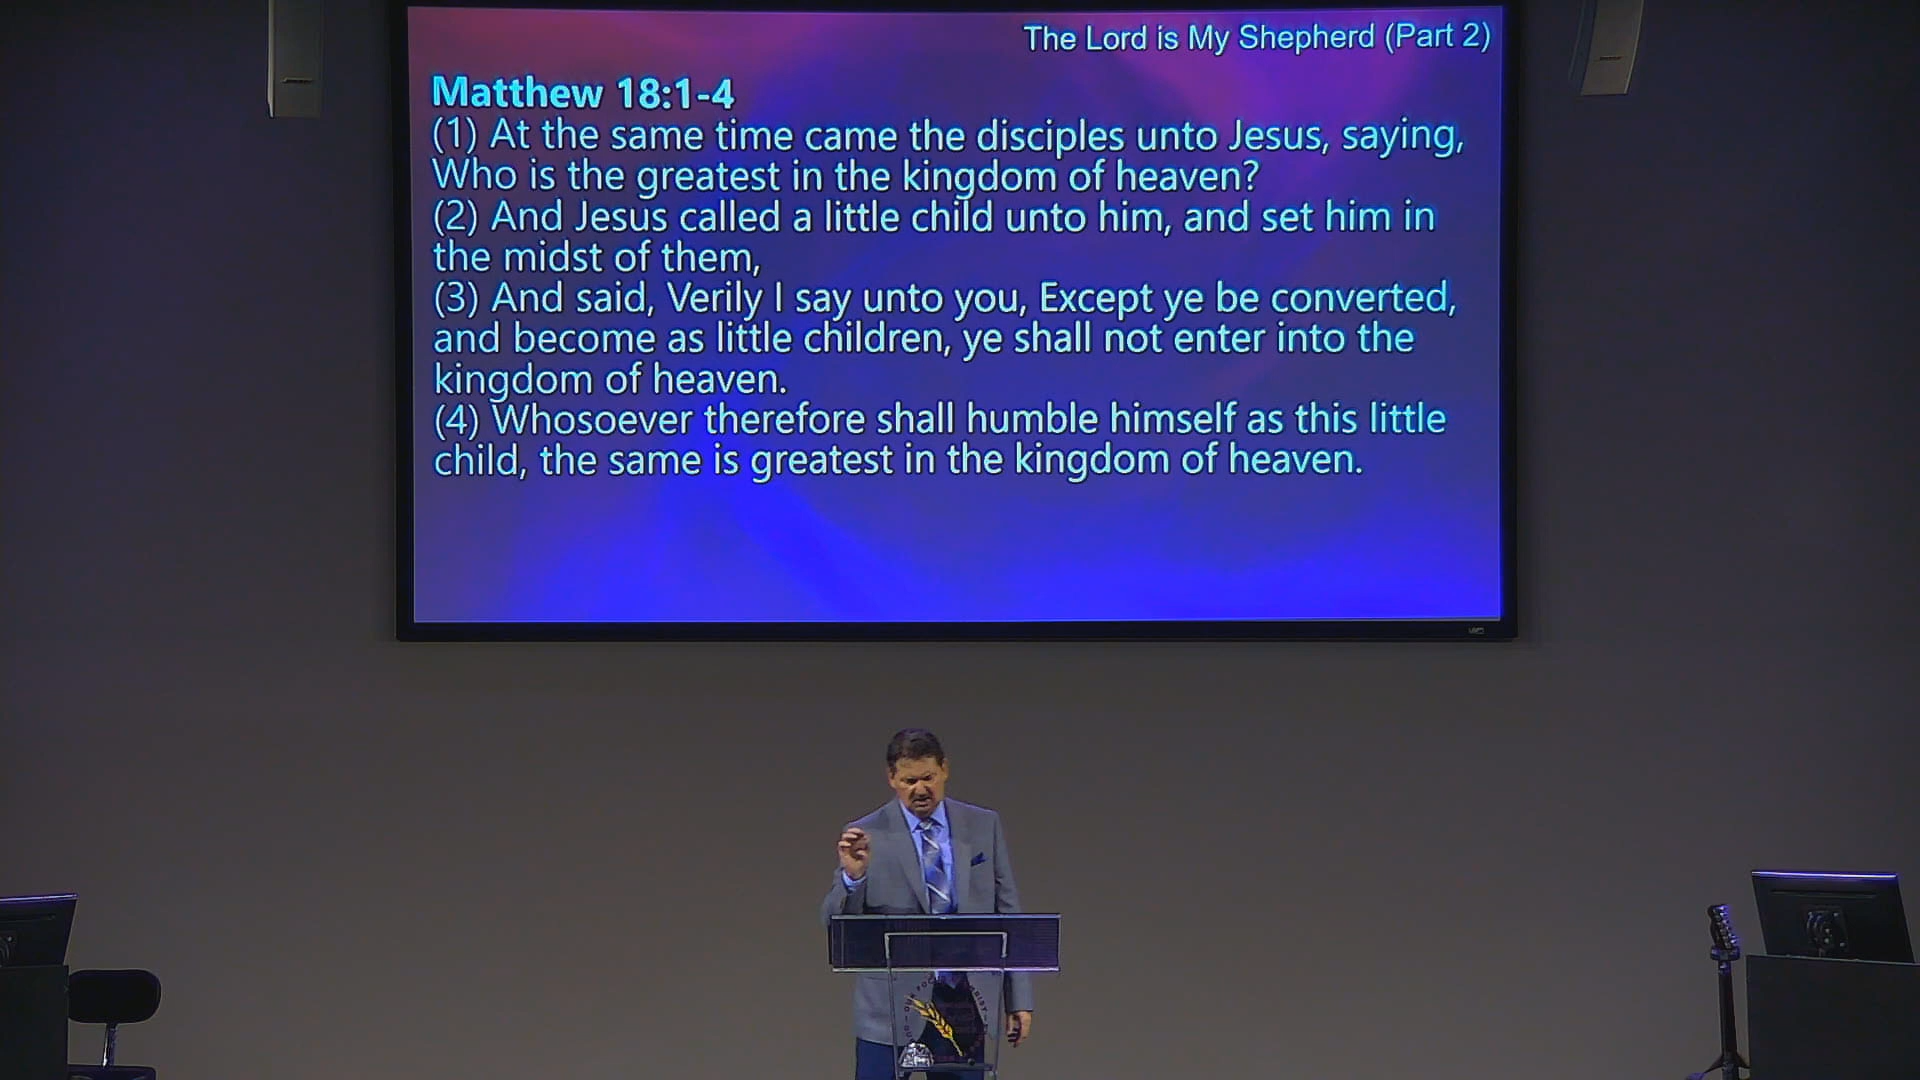 The Lord is My Shepherd (Part 2)
Matthew 18:1-4
(1) At the same time came the disciples unto Jesus, saying,
Who is the greatest in the kingdom of heaven?
(2) And Jesus called a little child unto him, and set him in
the midst of them,
(3) And said, Verily I say unto you, Except ye be converted,
and become as little children, ye shall not enter into the
kingdom of heaven.
(4) Whosoever therefore shall humble himself as this little
child, the same is greatest in the kingdom of heaven.